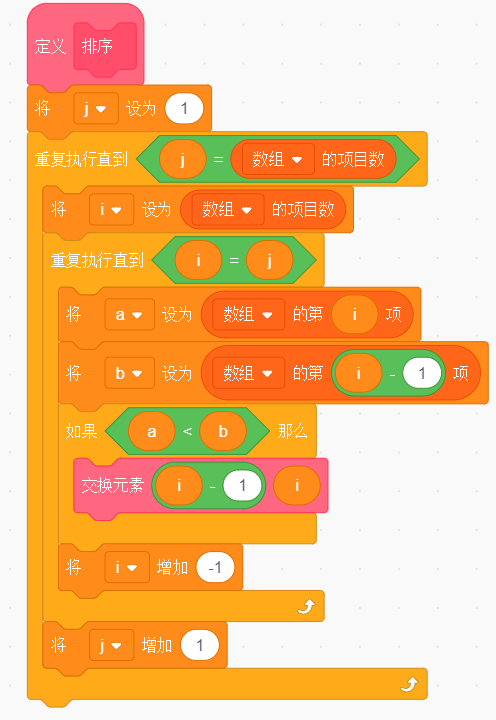 定义 排序
将 j 设为 1
重复执行直到 j = 数组 的项目数
将 i 设为 数组 的项目数
重复执行直到 i = j
将 a 设为 数组 的第 i 项
将 b 设为 数组 的第 i - 1 项
如果 a < b 那么
交换元素 i - 1 i
将 i 增加 -1
将 j 增加 1